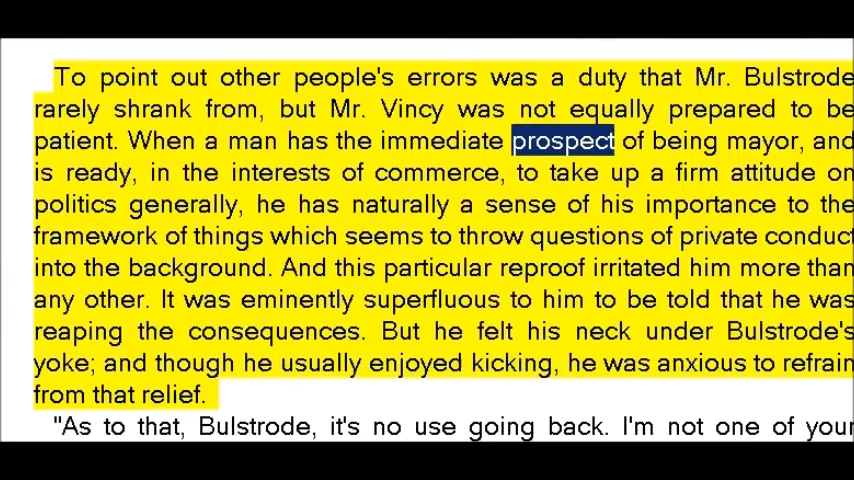 To point out other people's errors was a duty that Mr. Bulstrode
rarely shrank from, but Mr. Vincy was not equally prepared to be
patient. When a man has the immediate prospect of being mayor, and
is ready, in the interests of commerce, to take up a firm attitude on
politics generally, he has naturally a sense of his importance to the
framework of things which seems to throw questions of private conduct
into the background. And this particular reproof irritated him more than
any other. It was eminently superfluous to him to be told that he was
reaping the consequences. But he felt his neck under Bulstrode's
yoke; and though he usually enjoyed kicking, he was anxious to refrain
from that relief.
"As to that, Bulstrode, it's no use going back. I'm not one of your